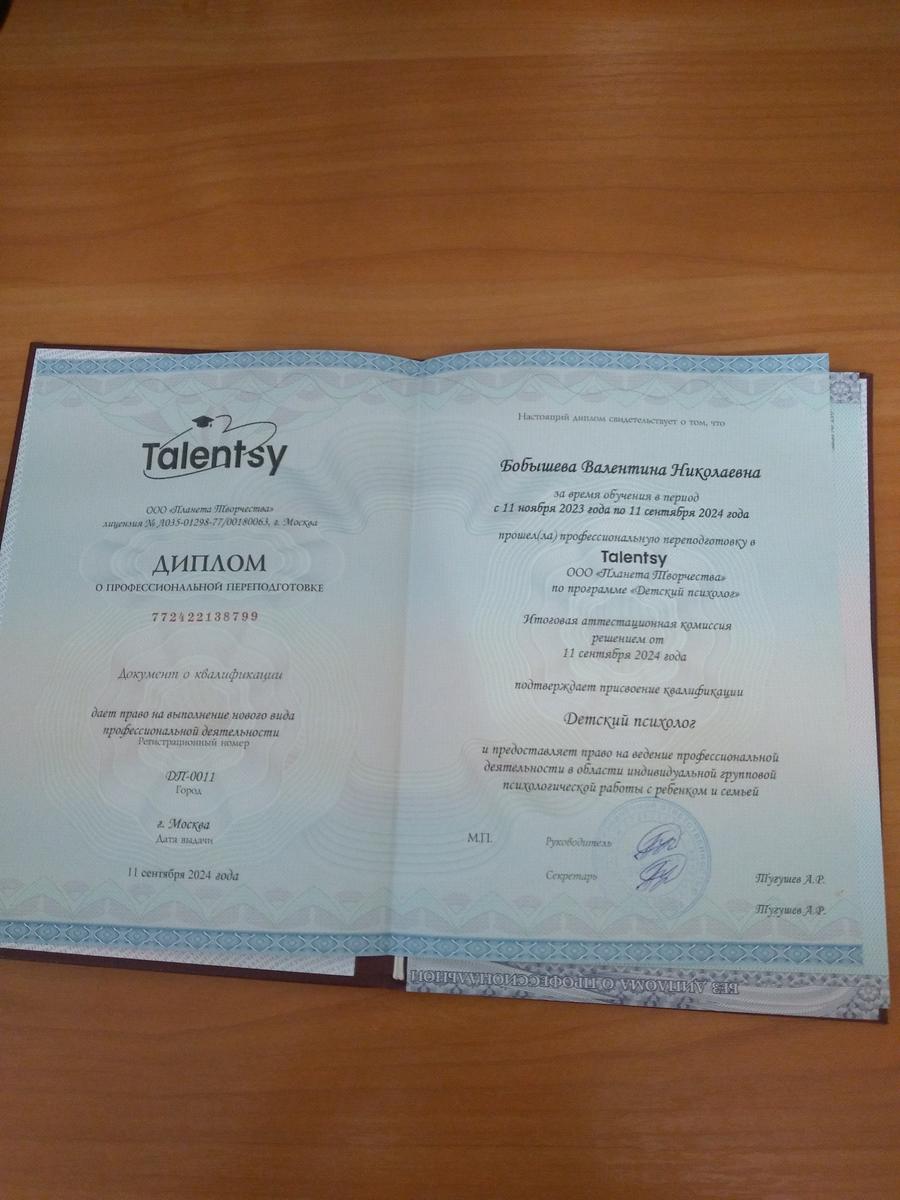 Talentsy
ООО «Планета Творчества»
лицензия № Л035-01298-77/00180063, г. Москва
ДИПЛОМ
О ПРОФЕССИОНАЛЬНОЙ ПЕРЕПОДГОТОВКЕ
772422138799
Документ о квалификации
дает право на выполнение нового вида
профессиональной деятельности
Регистрационный номер
ДП-0011
Город
г. Москва
Дата выдачи
11 сентября 2024 года
Настоящий диплом свидетельствует о том, что
Бобышева Валентина Николаевна
за время обучения в период
с 11 ноября 2023 года по 11 сентября 2024 года
прошел(ла) профессиональную переподготовку в
Talentsy
ООО «Планета Творчества»
по программе «Детский психолог»
Итоговая аттестационная комиссия
решением от
11 сентября 2024 года
подтверждает присвоение квалификации
Детский психолог
и предоставляет право на ведение профессиональной
деятельности в области индивидуальной групповой
психологической работы с ребенком и семьей
М.П.
Руководитель
Секретарь
Тугушев А.Р.
Тугушев А.Р.
БЕЗ ДИПЛОМА О ПРОФЕССИОНАЛЬНОЙ